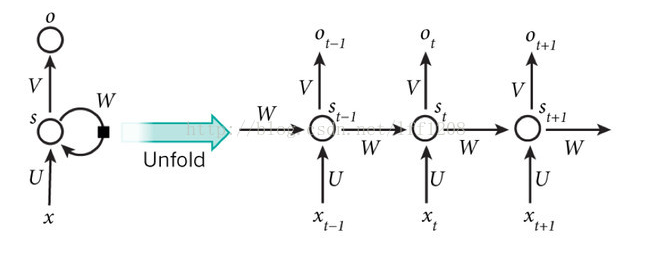 o
V
s
W
U
x
Unfold
o_{t-1} o_t o_{t+1}
V V V
W s_{t-1} s_t s_{t+1}
W W W
U U U
x_{t-1} x_t x_{t+1}